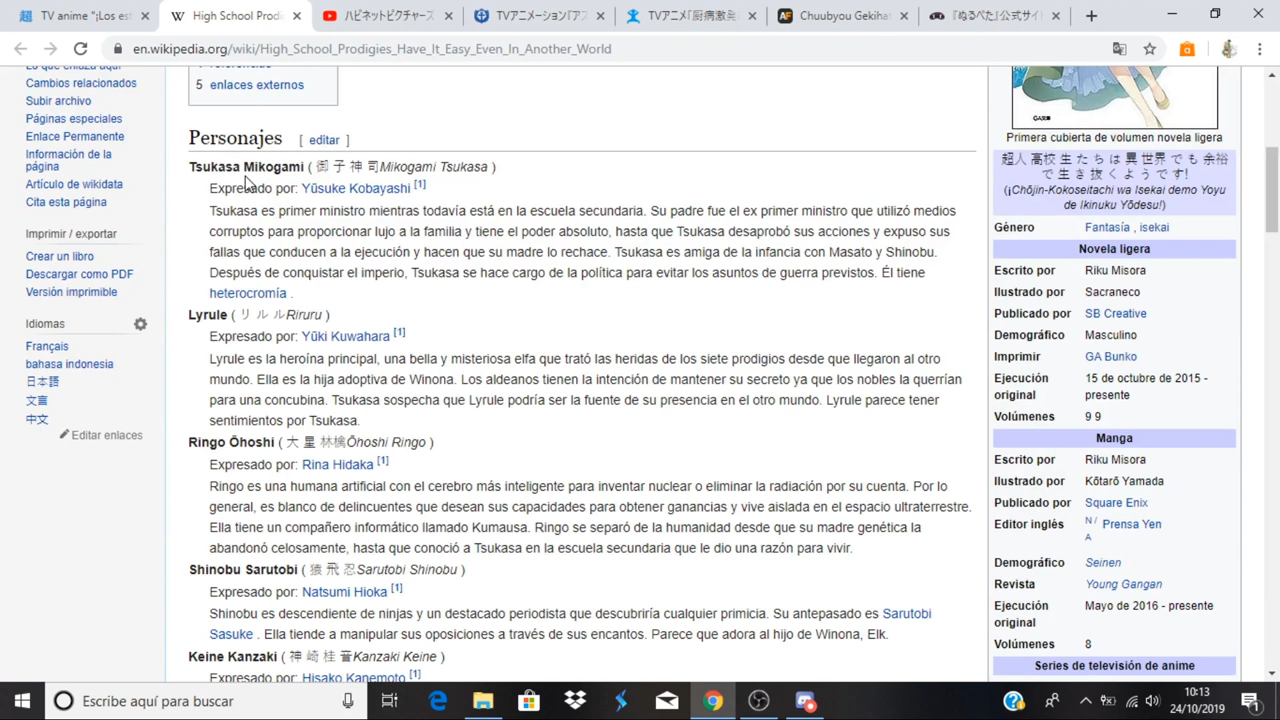 TV anime ";Los est
High School Prodi
ハピネットピクチャーズ
TVアニメーション『アズ
TVアニメ「厨病激発
Chuubyou Gekihat
『ぬるぺた』公式サイト
en.wikipedia.org/wiki/High_School_Prodigies_Have_It_Easy_Even_In_Another_World
Lo que enlaza aquí
Cambios relacionados
Subir archivo
Páginas especiales
Enlace Permanente
Información de la
página
Artículo de wikidata
Cita esta página
Imprimir / exportar
Crear un libro
Descargar como PDF
Versión imprimible
Idiomas
Français
bahasa indonesia
日本語
文言
中文
Editar enlaces
4 referencias
5 enlaces externos
Personajes [ editar ]
Tsukasa Mikogami ( 御 子 神 司Mikogami Tsukasa )
Expresado por: Yūsuke Kobayashi [1]
Tsukasa es primer ministro mientras todavía está en la escuela secundaria. Su padre fue el ex primer ministro que utilizó medios
corruptos para proporcionar lujo a la familia y tiene el poder absoluto, hasta que Tsukasa desaprobó sus acciones y expuso sus
fallas que conducen a la ejecución y hacen que su madre lo rechace. Tsukasa es amiga de la infancia con Masato y Shinobu.
Después de conquistar el imperio, Tsukasa se hace cargo de la política para evitar los asuntos de guerra previstos. Él tiene
heterocromía .
Lyrule ( リ ル ルRiruru )
Expresado por: Yūki Kuwahara [1]
Lyrule es la heroína principal, una bella y misteriosa elfa que trató las heridas de los siete prodigios desde que llegaron al otro
mundo. Ella es la hija adoptiva de Winona. Los aldeanos tienen la intención de mantener su secreto ya que los nobles la querrían
para una concubina. Tsukasa sospecha que Lyrule podría ser la fuente de su presencia en el otro mundo. Lyrule parece tener
sentimientos por Tsukasa.
Ringo Ōhoshi ( 大 星 林檎Ōhoshi Ringo )
Expresado por: Rina Hidaka [1]
Ringo es una humana artificial con el cerebro más inteligente para inventar nuclear o eliminar la radiación por su cuenta. Por lo
general, es blanco de delincuentes que desean sus capacidades para obtener ganancias y vive aislada en el espacio ultraterrestre.
Ella tiene un compañero informático llamado Kumausa. Ringo se separó de la humanidad desde que su madre genética la
abandonó celosamente, hasta que conoció a Tsukasa en la escuela secundaria que le dio una razón para vivir.
Shinobu Sarutobi ( 猿 飛 忍Sarutobi Shinobu )
Expresado por: Natsumi Hioka [1]
Shinobu es descendiente de ninjas y un destacado periodista que descubriría cualquier primicia. Su antepasado es Sarutobi
Sasuke . Ella tiende a manipular sus oposiciones a través de sus encantos. Parece que adora al hijo de Winona, Elk.
Keine Kanzaki ( 神 崎 桂 音Kanzaki Keine )
Expresado por: Hisako Kanemoto [1]
GA文庫
Primera cubierta de volumen novela ligera
超人 高校 生 た ち は 異 世界 で も 余裕
で 生 き 抜 く よ う で す!
(¡Chōjin-Kokoseitachi wa Isekai demo Yoyu
de Ikinuku Yōdesu!)
Género Fantasía , isekai
Novela ligera
Escrito por Riku Misora
Ilustrado por Sacraneco
Publicado por SB Creative
Demográfico Masculino
Imprimir GA Bunko
Ejecución 15 de octubre de 2015 -
original presente
Volúmenes 9 9
Manga
Escrito por Riku Misora
Ilustrado por Kōtarō Yamada
Publicado por Square Enix
Editor inglés N / Prensa Yen
A
Demográfico Seinen
Revista Young Gangan
Ejecución Mayo de 2016 - presente
original
Volúmenes 8
Series de televisión de anime
Escribe aquí para buscar
10:13
24/10/2019
1